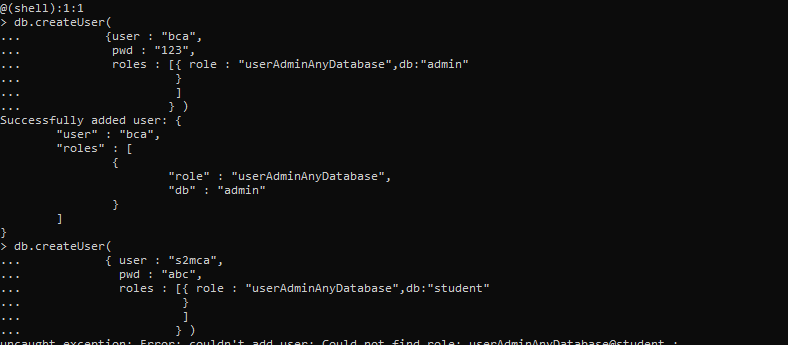 @(shell):1:1
> db.createUser(
... {user : "bca",
... pwd : "123",
... roles : [{ role : "userAdminAnyDatabase",db:"admin"
... }
... ]
... } )
Successfully added user: {
"user" : "bca",
"roles" : [
{
"role" : "userAdminAnyDatabase",
"db" : "admin"
}
]
}
> db.createUser(
... { user : "s2mca",
... pwd : "abc",
... roles : [{ role : "userAdminAnyDatabase",db:"student"
... }
... ]
... } )
uncaught exception: Error: couldn't add user: Could not find role: userAdminAnyDatabase@student :